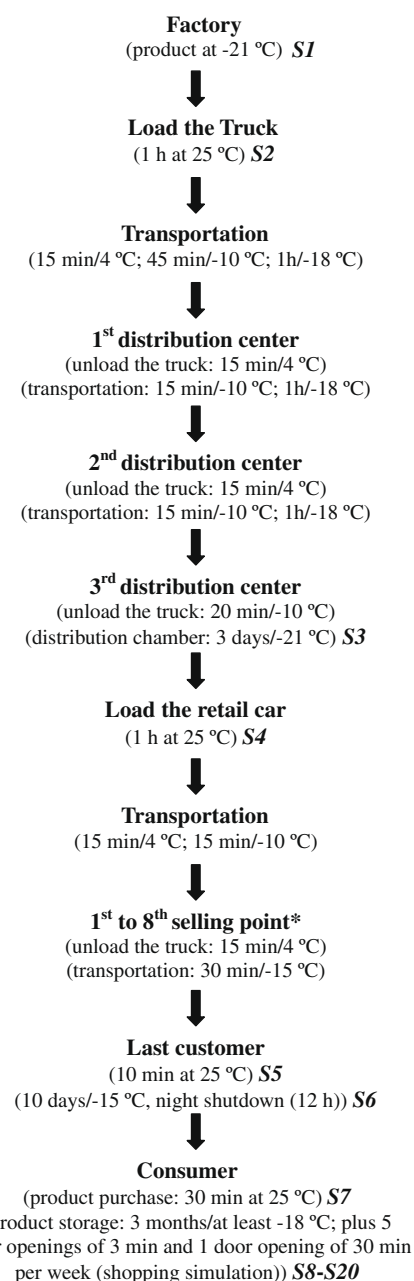 Factory
(product at -21 ºC) S1
Load the Truck
(1 h at 25 ºC) S2
Transportation
(15 min/4 ºC; 45 min/-10 ºC; 1h/-18 ºC)
1st distribution center
(unload the truck: 15 min/4 ºC)
(transportation: 15 min/-10 ºC; 1h/-18 ºC)
2nd distribution center
(unload the truck: 15 min/4 ºC)
(transportation: 15 min/-10 ºC; 1h/-18 ºC)
3rd distribution center
(unload the truck: 20 min/-10 ºC)
(distribution chamber: 3 days/-21 ºC) S3
Load the retail car
(1 h at 25 ºC) S4
Transportation
(15 min/4 ºC; 15 min/-10 ºC)
1st to 8th selling point*
(unload the truck: 15 min/4 ºC)
(transportation: 30 min/-15 ºC)
Last customer
(10 min at 25 ºC) S5
(10 days/-15 ºC, night shutdown (12 h)) S6
Consumer
(product purchase: 30 min at 25 ºC) S7
roduct storage: 3 months/at least -18 ºC; plus 5
r openings of 3 min and 1 door opening of 30 min
per week (shopping simulation)) S8-S20